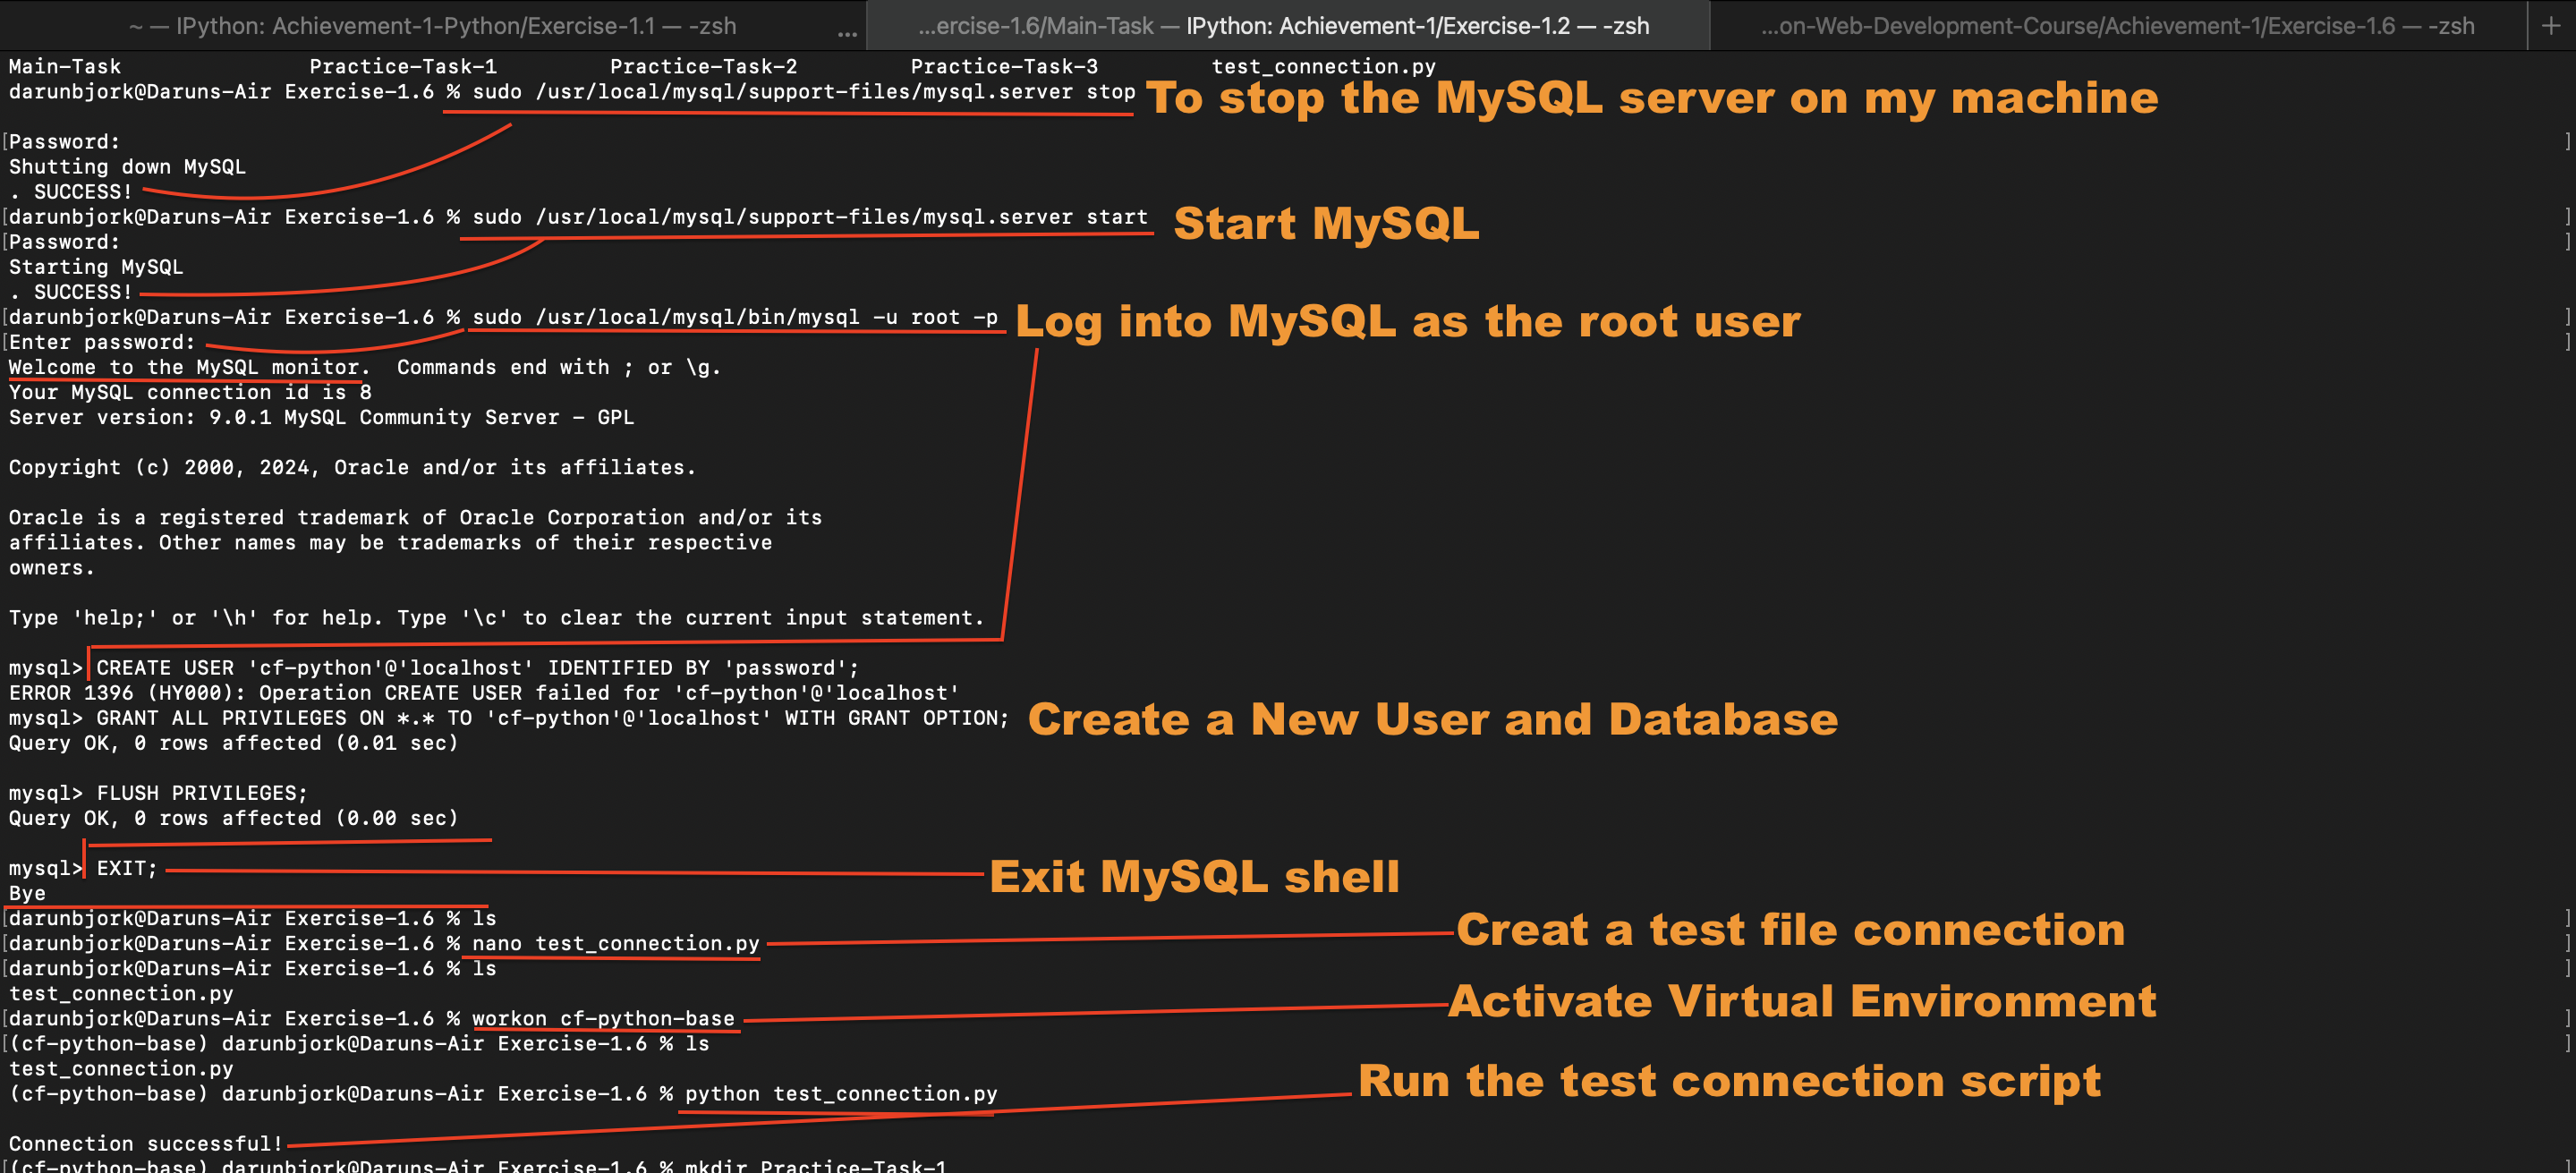 ~ — IPython: Achievement-1-Python/Exercise-1.1 — -zsh ... …ercise-1.6/Main-Task — IPython: Achievement-1/Exercise-1.2 — -zsh …on-Web-Development-Course/Achievement-1/Exercise-1.6 — -zsh +
Main-Task Practice-Task-1 Practice-Task-2 Practice-Task-3 test_connection.py
darunbjork@Daruns-Air Exercise-1.6 % sudo /usr/local/mysql/support-files/mysql.server stop To stop the MySQL server on my machine
[Password: ]
Shutting down MySQL
. SUCCESS!
[darunbjork@Daruns-Air Exercise-1.6 % sudo /usr/local/mysql/support-files/mysql.server start Start MySQL ]
[Password: ]
Starting MySQL
. SUCCESS!
[darunbjork@Daruns-Air Exercise-1.6 % sudo /usr/local/mysql/bin/mysql -u root -p Log into MySQL as the root user ]
[Enter password: ]
Welcome to the MySQL monitor.  Commands end with ; or \g.
Your MySQL connection id is 8
Server version: 9.0.1 MySQL Community Server - GPL
Copyright (c) 2000, 2024, Oracle and/or its affiliates.
Oracle is a registered trademark of Oracle Corporation and/or its
affiliates. Other names may be trademarks of their respective
owners.
Type 'help;' or '\h' for help. Type '\c' to clear the current input statement.
mysql> CREATE USER 'cf-python'@'localhost' IDENTIFIED BY 'password';
ERROR 1396 (HY000): Operation CREATE USER failed for 'cf-python'@'localhost'
mysql> GRANT ALL PRIVILEGES ON *.* TO 'cf-python'@'localhost' WITH GRANT OPTION; Create a New User and Database
Query OK, 0 rows affected (0.01 sec)
mysql> FLUSH PRIVILEGES;
Query OK, 0 rows affected (0.00 sec)
mysql> EXIT; Exit MySQL shell
Bye
[darunbjork@Daruns-Air Exercise-1.6 % ls ]
[darunbjork@Daruns-Air Exercise-1.6 % nano test_connection.py Creat a test file connection ]
[darunbjork@Daruns-Air Exercise-1.6 % ls ]
test_connection.py
[darunbjork@Daruns-Air Exercise-1.6 % workon cf-python-base Activate Virtual Environment ]
[(cf-python-base) darunbjork@Daruns-Air Exercise-1.6 % ls ]
test_connection.py
(cf-python-base) darunbjork@Daruns-Air Exercise-1.6 % python test_connection.py Run the test connection script
Connection successful!
[(cf-python-base) darunbjork@Daruns-Air Exercise-1.6 % mkdir Practice-Task-1 ]